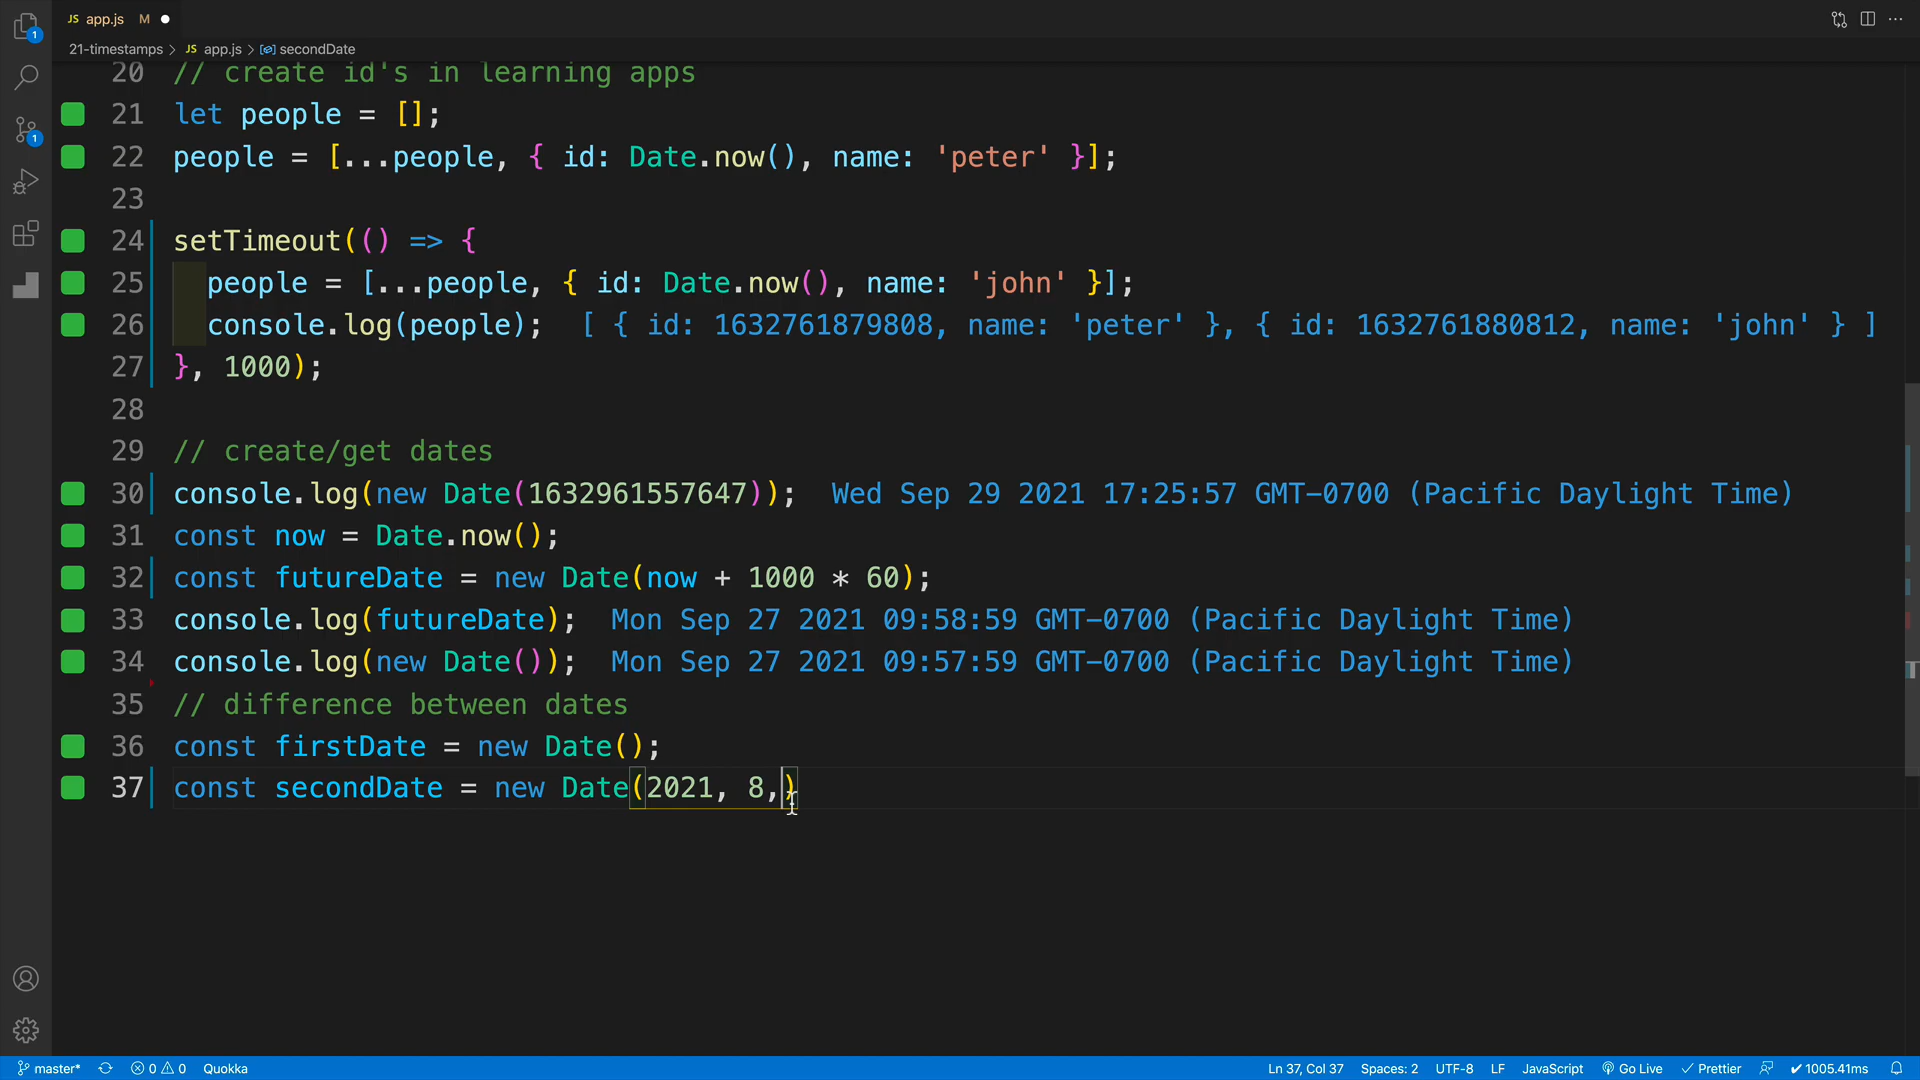 JS app.js M
21-timestamps > JS app.js > secondDate
1
1
20 // create id's in learning apps
21 let people = [];
22 people = [...people, { id: Date.now(), name: 'peter' }];
23
24 setTimeout(() => {
25 people = [...people, { id: Date.now(), name: 'john' }];
26 console.log(people); [ { id: 1632761879808, name: 'peter' }, { id: 1632761880812, name: 'john' } ]
27 }, 1000);
28
29 // create/get dates
30 console.log(new Date(1632961557647)); Wed Sep 29 2021 17:25:57 GMT-0700 (Pacific Daylight Time)
31 const now = Date.now();
32 const futureDate = new Date(now + 1000 * 60);
33 console.log(futureDate); Mon Sep 27 2021 09:58:59 GMT-0700 (Pacific Daylight Time)
34 console.log(new Date()); Mon Sep 27 2021 09:57:59 GMT-0700 (Pacific Daylight Time)
35 // difference between dates
36 const firstDate = new Date();
37 const secondDate = new Date(2021, 8,)
master* 0 0 Quokka Ln 37, Col 37 Spaces: 2 UTF-8 LF JavaScript Go Live Prettier 1005.41ms